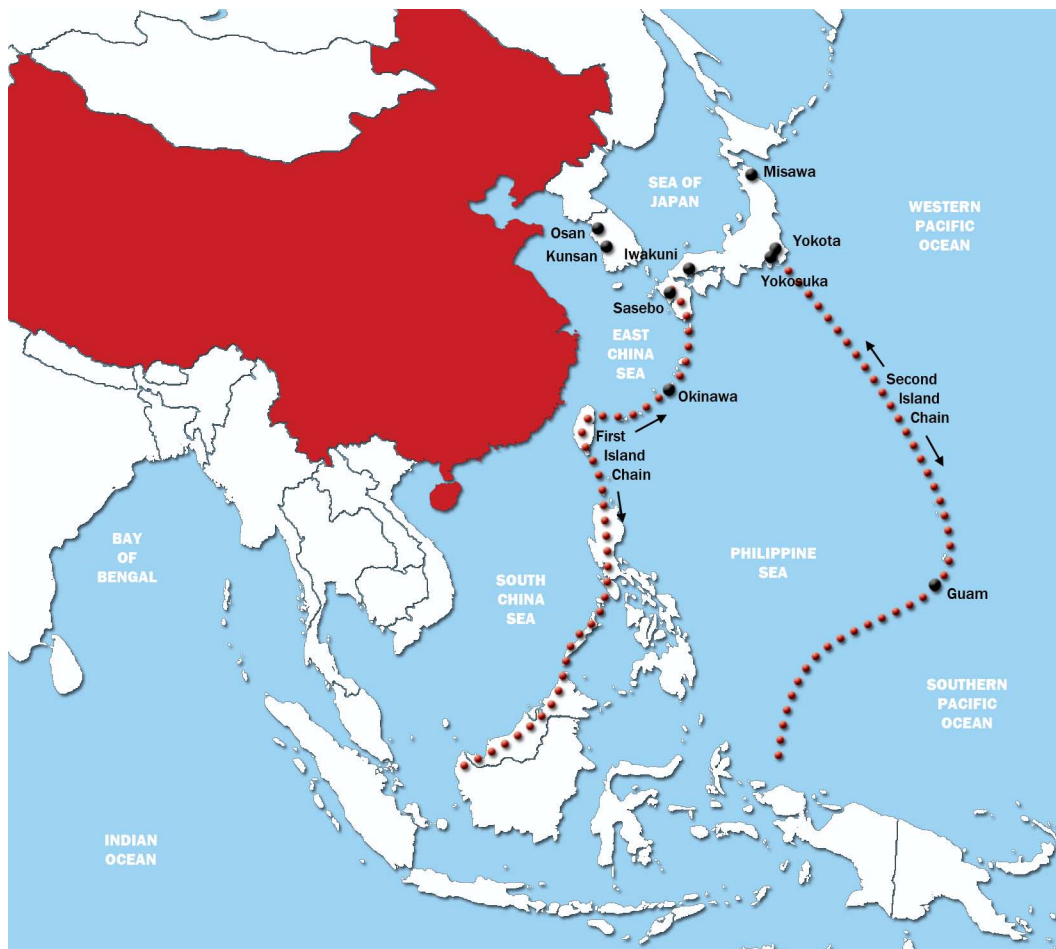 Misawa
SEA OF
JAPAN
WESTERN
PACIFIC
OCEAN
Osan
Kunsan
Iwakuni
Yokota
Yokosuka
Sasebo
EAST
CHINA
SEA
Okinawa
Second
Island
Chain
First
Island
Chain
BAY
OF
BENGAL
PHILIPPINE
SEA
SOUTH
CHINA
SEA
Guam
SOUTHERN
PACIFIC
OCEAN
INDIAN
OCEAN